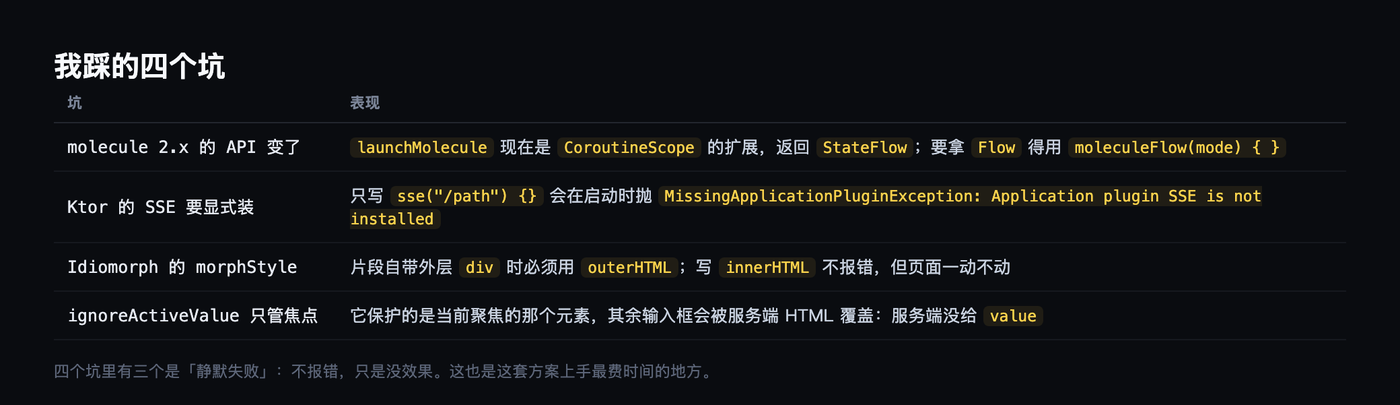 我踩的四个坑
坑 表现
molecule 2.x 的 API 变了 launchMolecule 现在是 CoroutineScope 的扩展，返回 StateFlow；要拿 Flow 得用 moleculeFlow(mode) { }
Ktor 的 SSE 要显式装 只写 sse("/path") {} 会在启动时抛 MissingApplicationPluginException: Application plugin SSE is not
installed
Idiomorph 的 morphStyle 片段自带外层 div 时必须用 outerHTML；写 innerHTML 不报错，但页面一动不动
ignoreActiveValue 只管焦点 它保护的是当前聚焦的那个元素，其余输入框会被服务端 HTML 覆盖：服务端没给 value
四个坑里有三个是「静默失败」：不报错，只是没效果。这也是这套方案上手最费时间的地方。